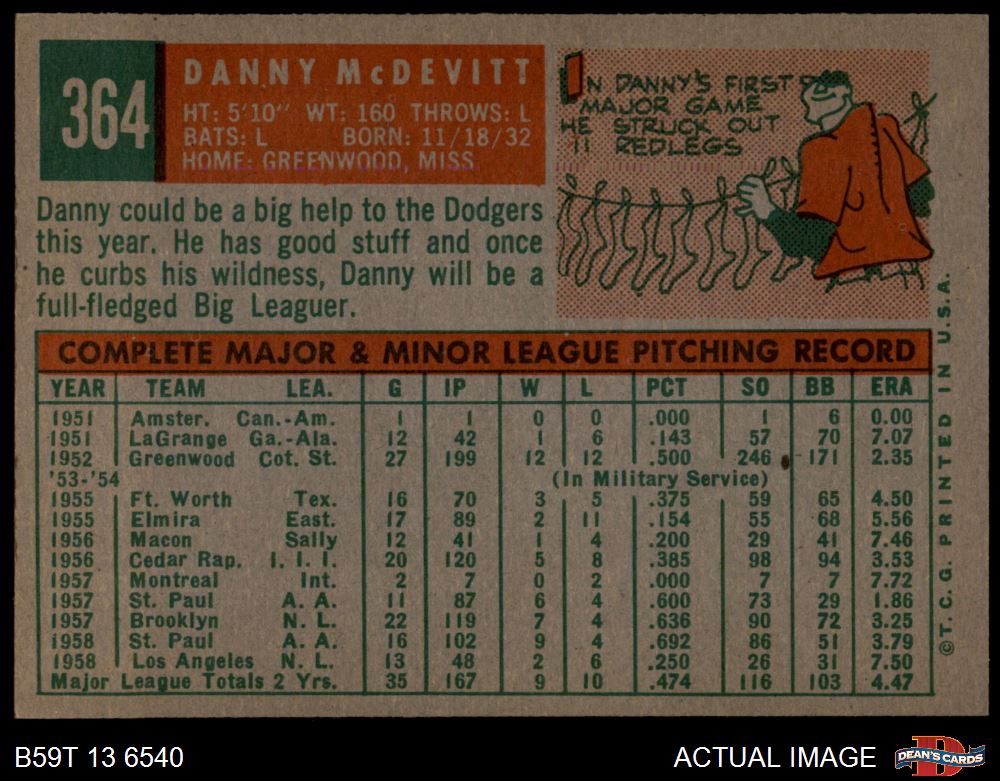 364
DANNY McDEVITT
HT: 5'10" WT: 160 THROWS: L
BATS: L BORN: 11/18/32
HOME: GREENWOOD, MISS.
IN DANNY'S FIRST
MAJOR GAME
HE STRUCK OUT
11 REDLEGS
Danny could be a big help to the Dodgers
this year. He has good stuff and once
he curbs his wildness, Danny will be a
full-fledged Big Leaguer.
COMPLETE MAJOR & MINOR LEAGUE PITCHING RECORD
YEAR TEAM LEA. G IP W L PCT SO BB ERA
1951 Amster. Can.-Am. 1 1 0 0 .000 1 6 0.00
1951 LaGrange Ga.-Ala. 12 42 1 6 .143 57 70 7.07
1952 Greenwood Cot. St. 27 199 12 12 .500 246 171 2.35
'53-'54 (In Military Service)
1955 Ft. Worth Tex. 16 70 3 5 .375 59 65 4.50
1955 Elmira East. 17 89 2 11 .154 55 68 5.56
1956 Macon Sally 12 41 1 4 .200 29 41 7.46
1956 Cedar Rap. I. I. I. 20 120 5 8 .385 98 94 3.53
1957 Montreal Int. 2 7 0 2 .000 7 7 7.72
1957 St. Paul A. A. 11 87 6 4 .600 73 29 1.86
1957 Brooklyn N. L. 22 119 7 4 .636 90 72 3.25
1958 St. Paul A. A. 16 102 9 4 .692 86 51 3.79
1958 Los Angeles N. L. 13 48 2 6 .250 26 31 7.50
Major League Totals 2 Yrs. 35 167 9 10 .474 116 103 4.47
©T. C. G. PRINTED IN U.S.A.
B59T 13 6540
ACTUAL IMAGE
D
DEAN'S CARDS